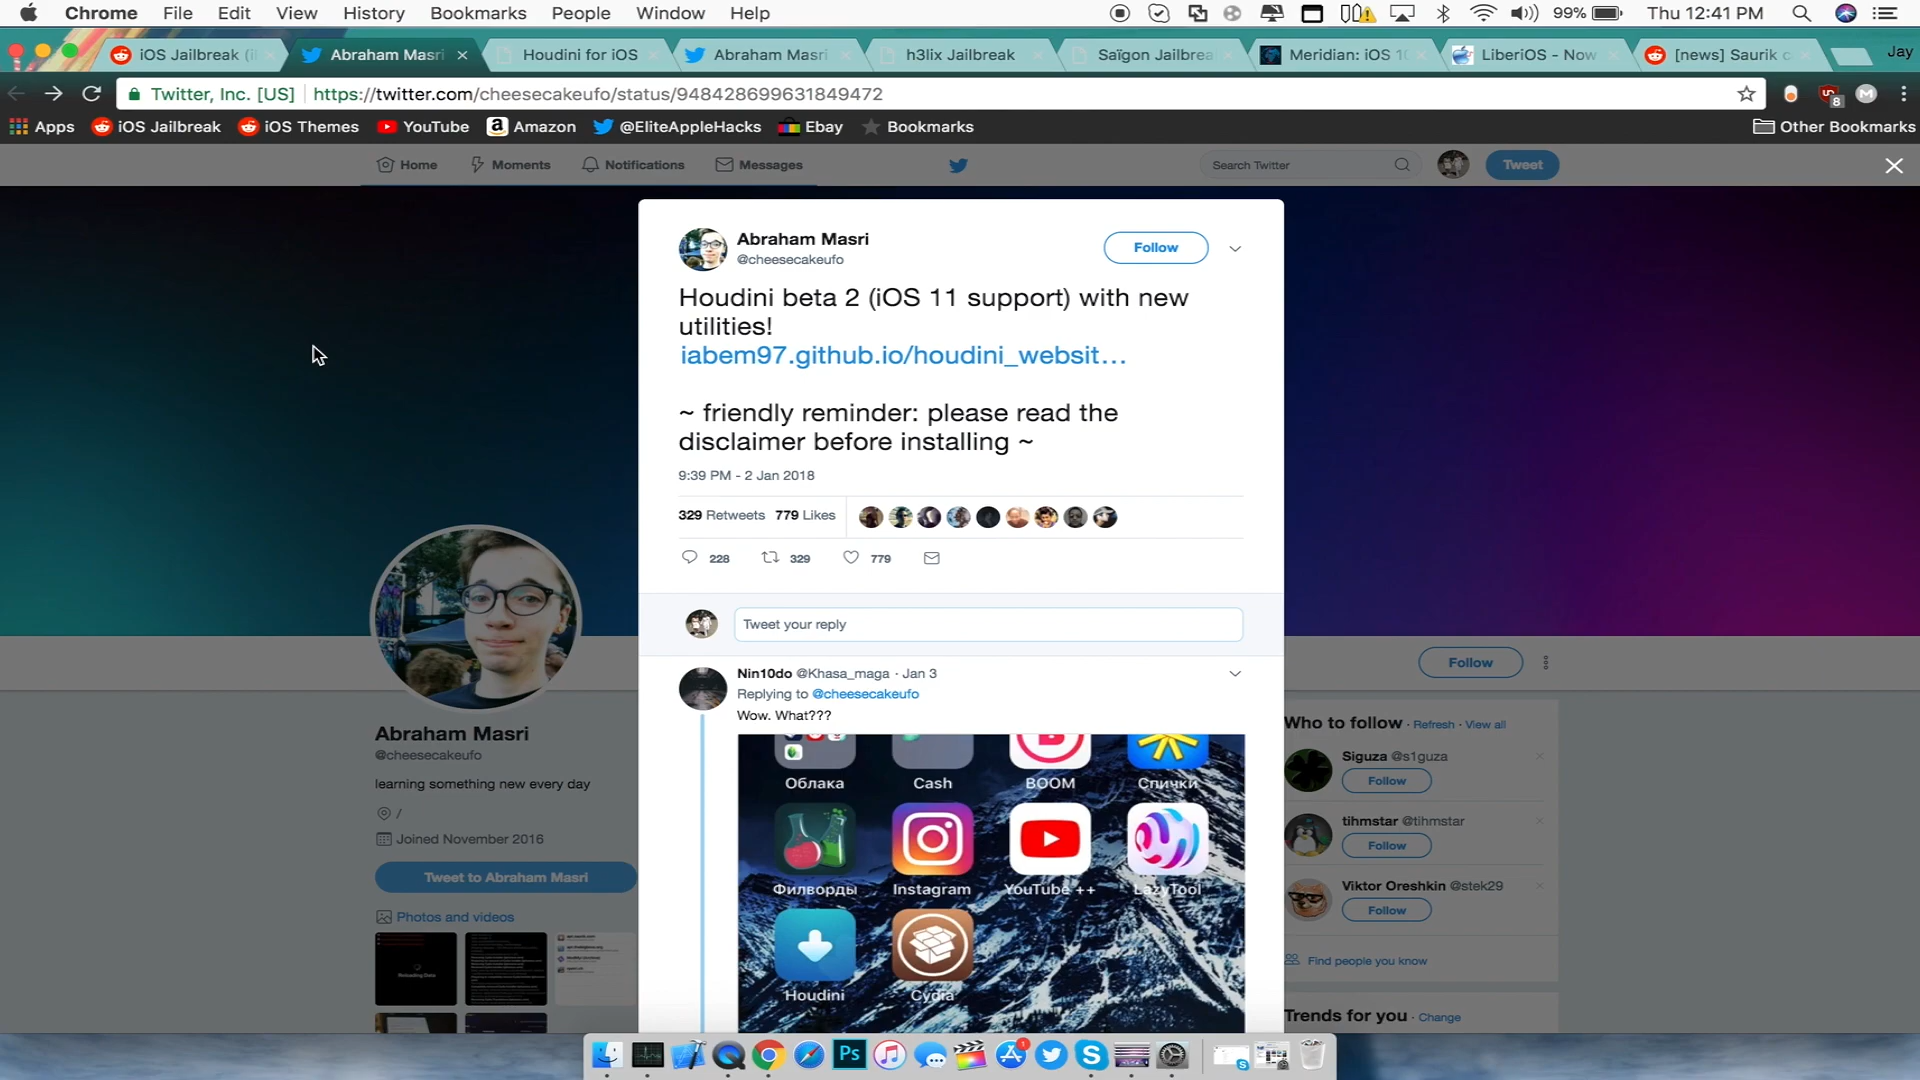 Chrome File Edit View History Bookmarks People Window Help 99% Thu 12:41 PM
iOS Jailbreak (i Abraham Masri Houdini for iOS Abraham Masri h3lix Jailbreak Saïgon Jailbrea Meridian: iOS 10 LiberiOS - Now [news] Saurik c Jay
Twitter, Inc. [US] https://twitter.com/cheesecakeufo/status/948428699631849472 8
Apps iOS Jailbreak iOS Themes YouTube Amazon @EliteAppleHacks Ebay Bookmarks Other Bookmarks
Home Moments Notifications Messages Search Twitter Tweet
Abraham Masri
@cheesecakeufo
Follow
Houdini beta 2 (iOS 11 support) with new
utilities!
iabem97.github.io/houdini_websit…
~ friendly reminder: please read the
disclaimer before installing ~
9:39 PM - 2 Jan 2018
329 Retweets 779 Likes
228 329 779
Tweet your reply
Nin10do @Khasa_maga · Jan 3
Replying to @cheesecakeufo
Wow. What???
Облака Cash BOOM Спички
Филворды Instagram YouTube ++ LazyTool
Houdini Cydia
Abraham Masri
@cheesecakeufo
learning something new every day
/
Joined November 2016
Tweet to Abraham Masri
Photos and videos
Reloading Data
Follow
Who to follow · Refresh · View all
Siguza @s1guza
Follow
tihmstar @tihmstar
Follow
Viktor Oreshkin @stek29
Follow
Find people you know
Trends for you · Change
Ps
1